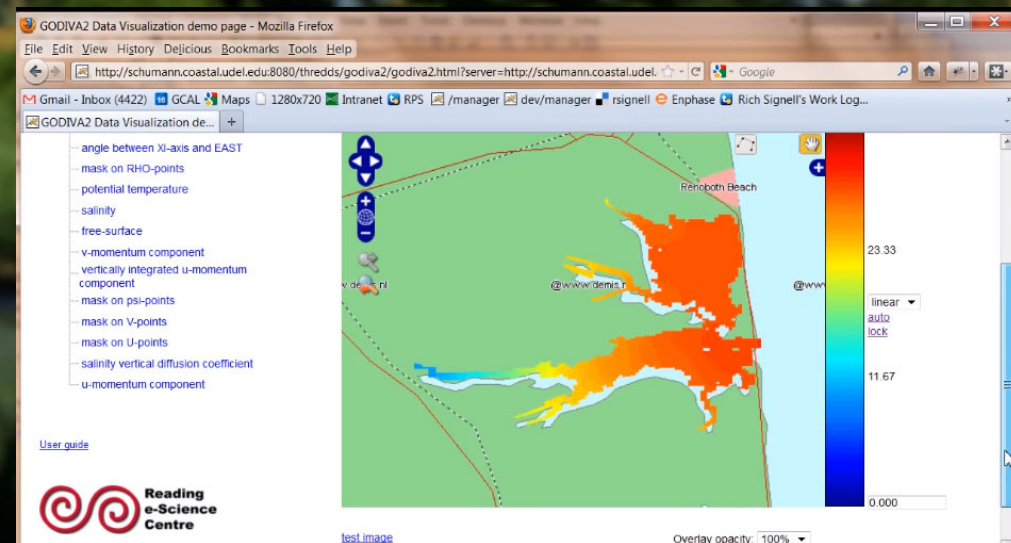 GODIVA2 Data Visualization demo page - Mozilla Firefox
File Edit View History Delicious Bookmarks Tools Help
http://schumann.coastal.udel.edu:8080/thredds/godiva2/godiva2.html?server=http://schumann.coastal.udel.
Google
Gmail - Inbox (4422) GCAL Maps 1280x720 Intranet RPS /manager dev/manager rsignell Enphase Rich Signell's Work Log...
GODIVA2 Data Visualization de...
angle between XI-axis and EAST
mask on RHO-points
potential temperature
salinity
free-surface
v-momentum component
vertically integrated u-momentum
component
mask on psi-points
mask on V-points
mask on U-points
salinity vertical diffusion coefficient
u-momentum component
User guide
Reading
e-Science
Centre
Rehoboth Beach
@www.demis.n
@www
23.33
linear
auto
lock
11.67
0.000
test image
Overlay opacity: 100%